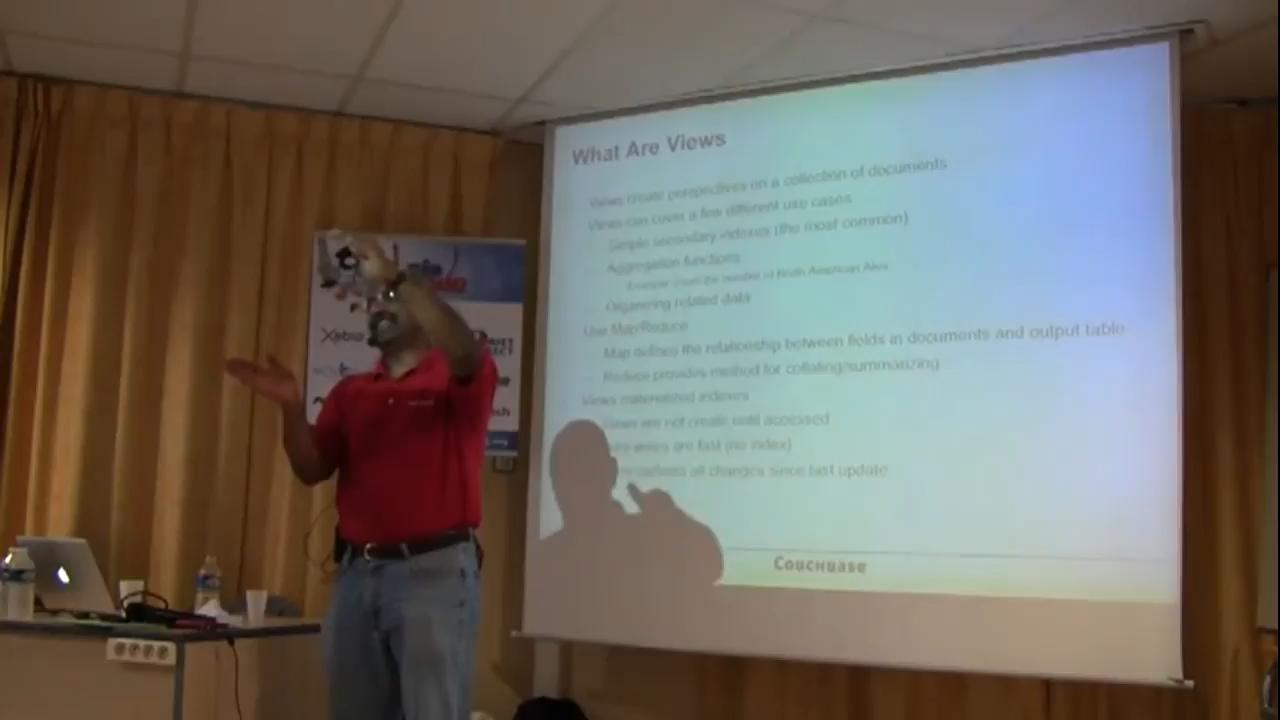 What Are Views
Views create perspectives on a collection of documents
Views can cover a few different use cases
Simple secondary indexes (the most common)
Aggregation functions
Example: count the number of North American Ales
Organizing related data
Use Map/Reduce
Map defines the relationship between fields in documents and output table
Reduce provides method for collating/summarizing
Views materialized indexes
Views are not create until accessed
are fast (no index)
all changes since last update
Couchbase
Xebia